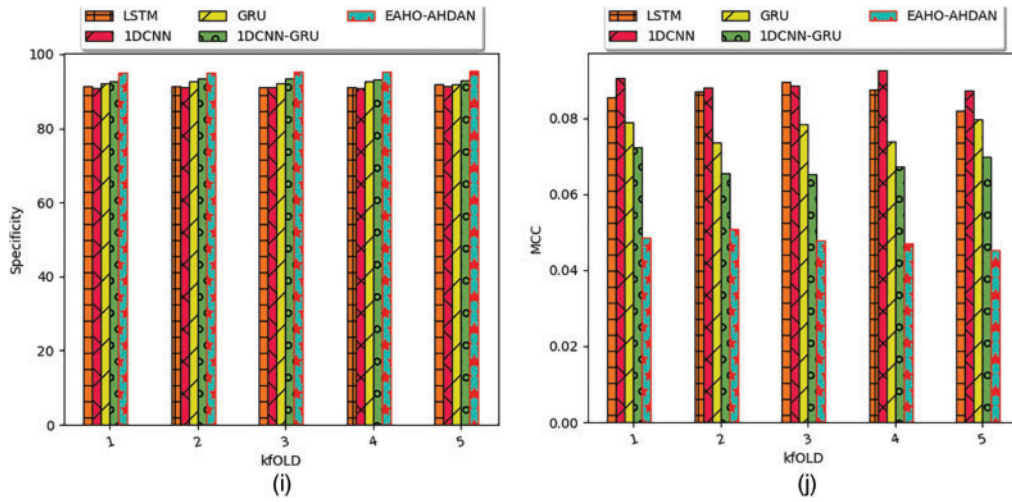 LSTM GRU EAHO-AHDAN
1DCNN 1DCNN-GRU
100
80
60
40
20
0
Specificity
1 2 3 4 5
kfOLD
(i)
LSTM GRU EAHO-AHDAN
1DCNN 1DCNN-GRU
0.08
0.06
0.04
0.02
0.00
MCC
1 2 3 4 5
kfOLD
(j)